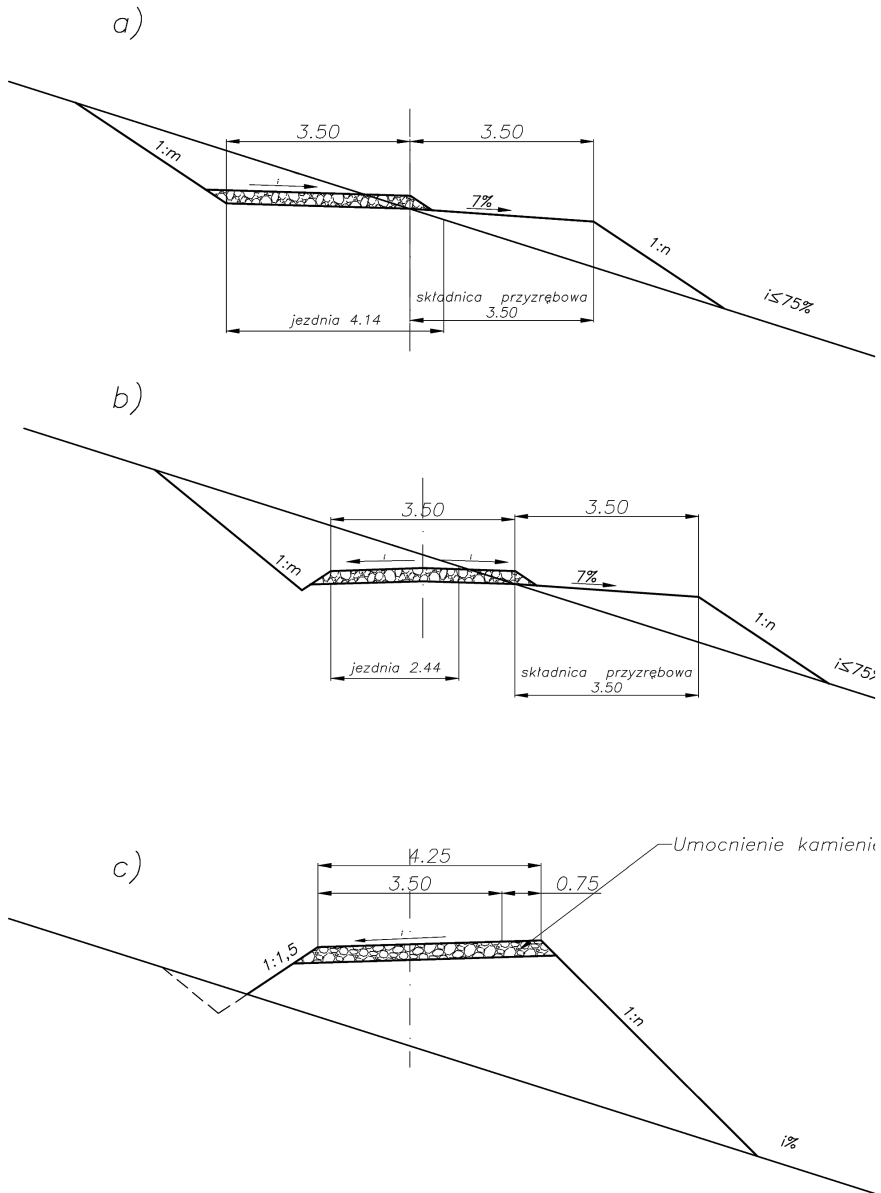 a)
3.50
3.50
1:m
i
7%
1:n
składnica przyzrębowa
3.50
jezdnia 4.14
i≤75%
b)
3.50
3.50
1:m
i
i
7%
1:n
jezdnia 2.44
składnica przyzrębowa
3.50
i≤75%
c)
Umocnienie kamienie
4.25
3.50
0.75
i
1:1,5
1:n
i%